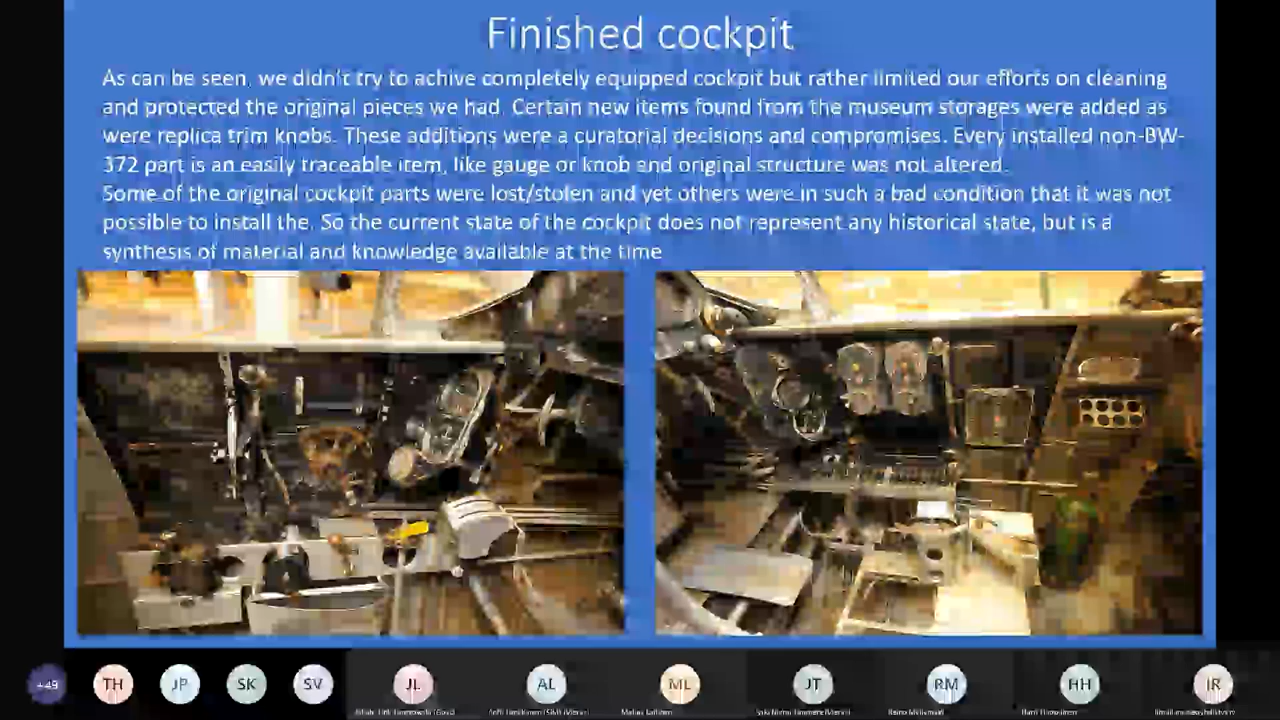 Finished cockpit
As can be seen, we didn't try to achive completely equipped cockpit but rather limited our efforts on cleaning
and protected the original pieces we had. Certain new items found from the museum storages were added as
were replica trim knobs. These additions were a curatorial decisions and compromises. Every installed non-BW-
372 part is an easily traceable item, like gauge or knob and original structure was not altered.
Some of the original cockpit parts were lost/stolen and yet others were in such a bad condition that it was not
possible to install the. So the current state of the cockpit does not represent any historical state, but is a
synthesis of material and knowledge available at the time
+49 TH JP SK SV JL AL ML JT RM HH IR